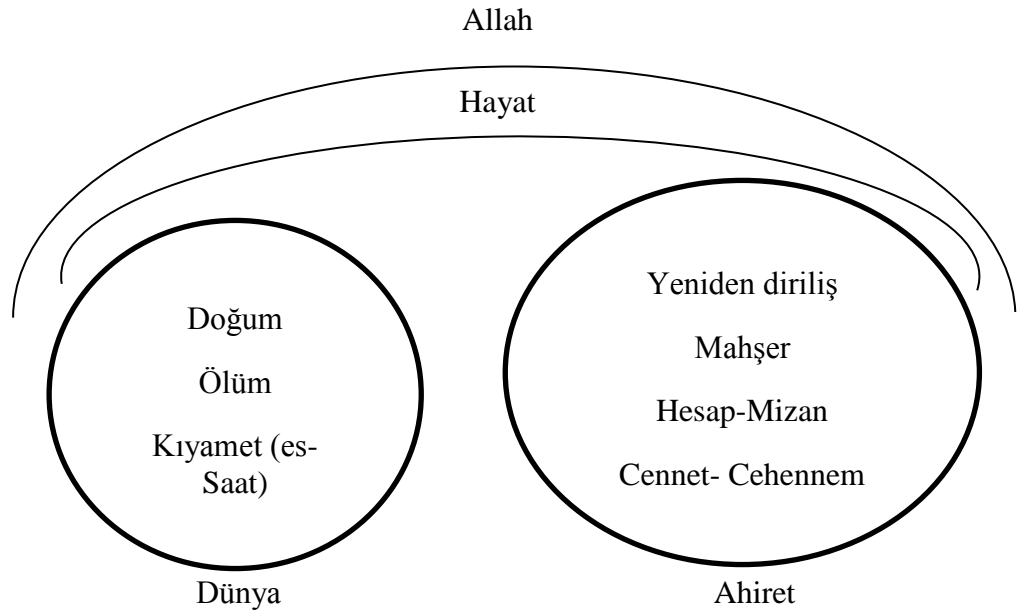 Allah
Hayat
Doğum
Ölüm
Kıyamet (es-
Saat)
Dünya
Yeniden diriliş
Mahşer
Hesap-Mizan
Cennet- Cehennem
Ahiret